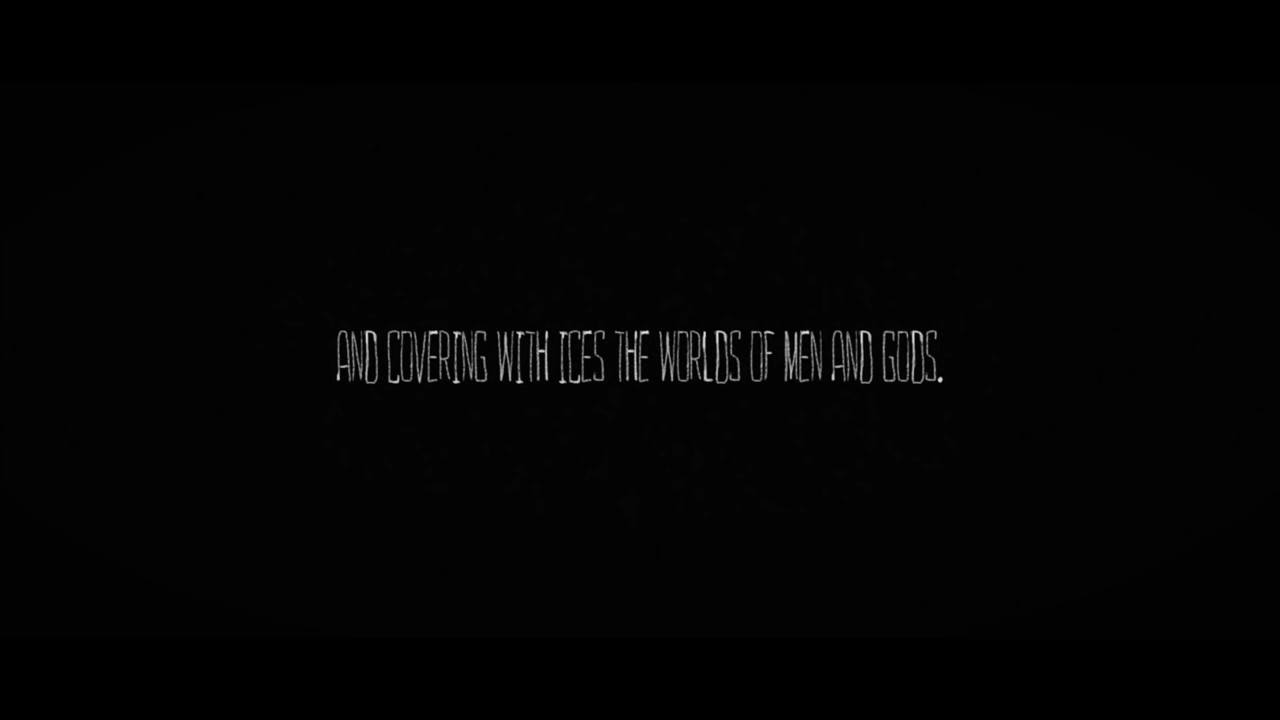 AND COVERING WITH ICES THE WORLDS OF MEN AND GODS.